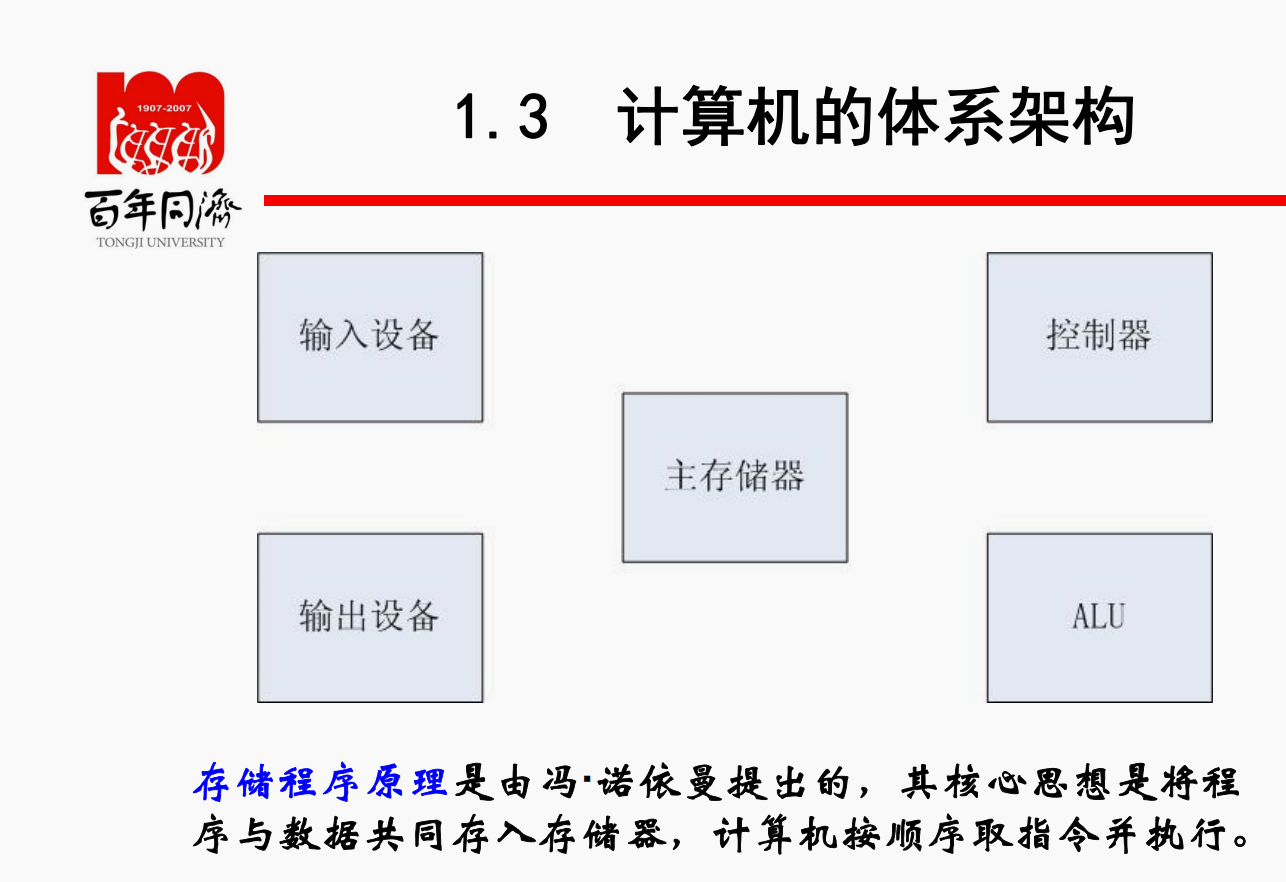 1907-2007
百年同濟
TONGJI UNIVERSITY
1.3 计算机的体系架构
输入设备
控制器
主存储器
输出设备
ALU
存储程序原理是由冯·诺依曼提出的，其核心思想是将程
序与数据共同存入存储器，计算机按顺序取指令并执行。